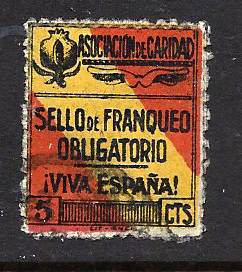 ASOCIACIÓN DE CARIDAD
SELLO DE FRANQUEO
OBLIGATORIO
¡VIVA ESPAÑA!
5 CTS